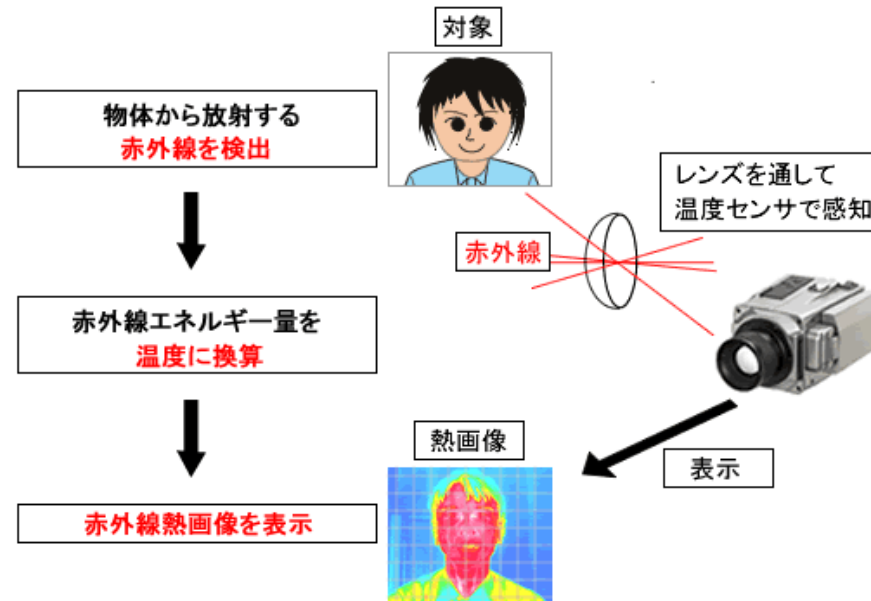 対象
物体から放射する
赤外線を検出
レンズを通して
温度センサで感知
赤外線
赤外線エネルギー量を
温度に換算
熱画像
表示
赤外線熱画像を表示